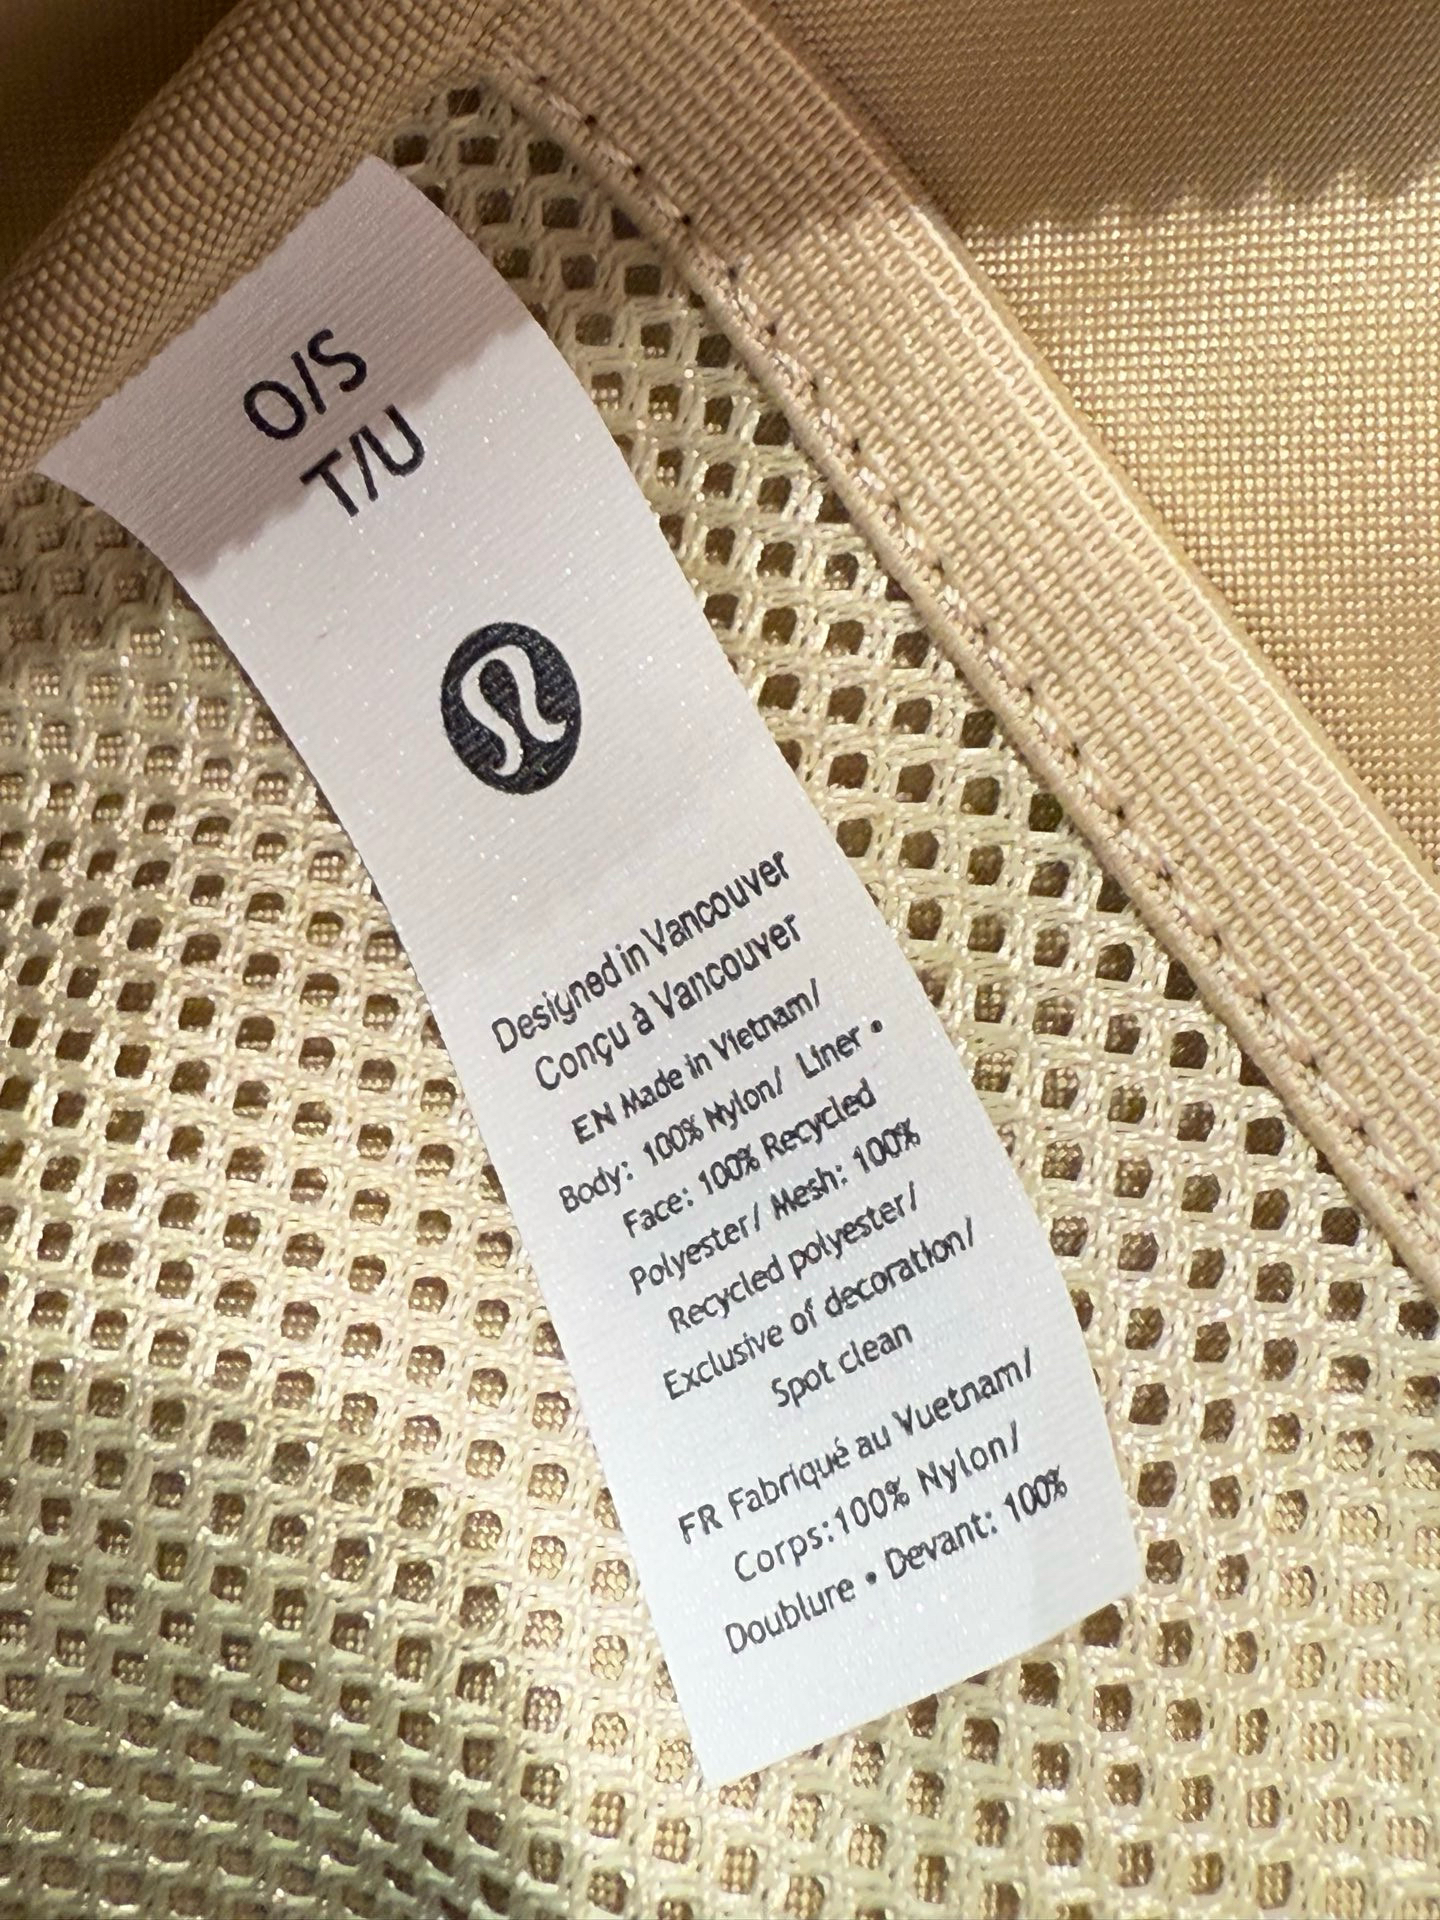 O/S
T/U
Designed in Vancouver
Conçu à Vancouver
EN Made in Vietnam/
Body: 100% Nylon/ Liner •
Face: 100% Recycled
Polyester/ Mesh: 100%
Recycled polyester/
Exclusive of decoration/
Spot clean
FR Fabriqué au Vuetnam/
Corps:100% Nylon/
Doublure • Devant: 100%